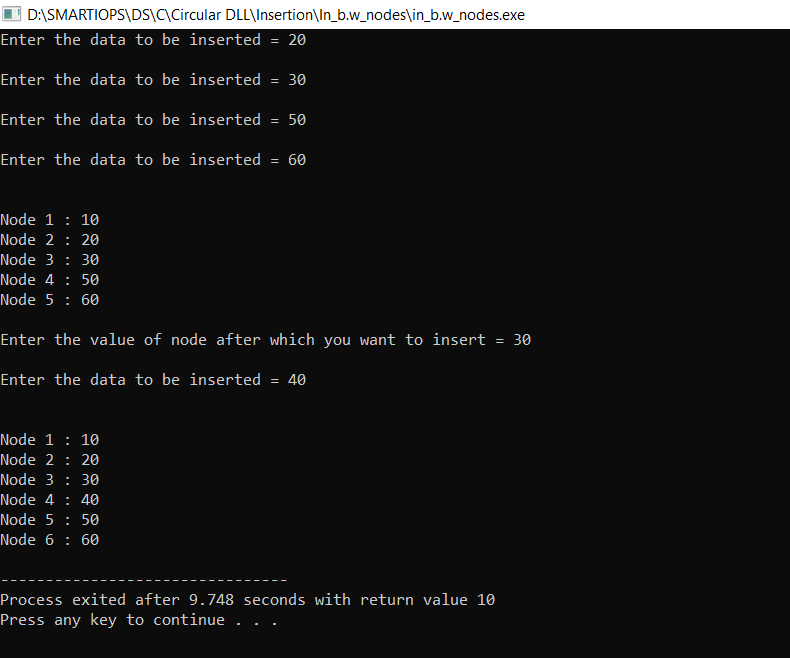 D:\SMARTIOPS\DS\C\Circular DLL\Insertion\In_b.w_nodes\in_b.w_nodes.exe
Enter the data to be inserted = 20
Enter the data to be inserted = 30
Enter the data to be inserted = 50
Enter the data to be inserted = 60
Node 1 : 10
Node 2 : 20
Node 3 : 30
Node 4 : 50
Node 5 : 60
Enter the value of node after which you want to insert = 30
Enter the data to be inserted = 40
Node 1 : 10
Node 2 : 20
Node 3 : 30
Node 4 : 40
Node 5 : 50
Node 6 : 60
--------------------------------
Process exited after 9.748 seconds with return value 10
Press any key to continue . . .